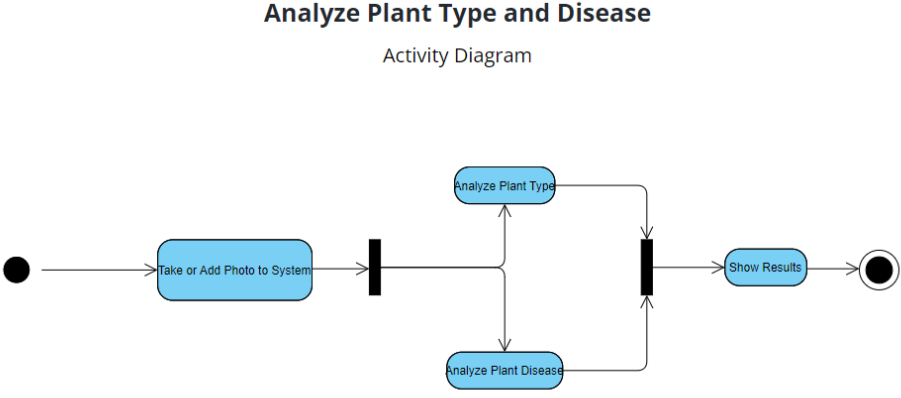 Analyze Plant Type and Disease
Activity Diagram
Analyze Plant Type
Take or Add Photo to System
Show Results
Analyze Plant Disease